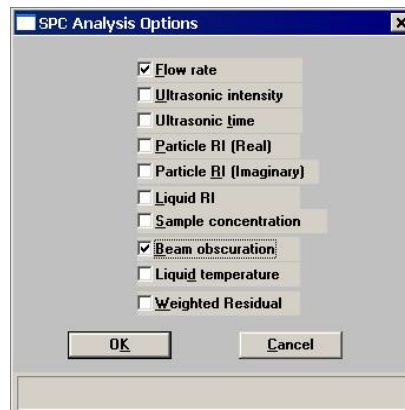 SPC Analysis Options
Flow rate
Ultrasonic intensity
Ultrasonic time
Particle RI (Real)
Particle RI (Imaginary)
Liquid RI
Sample concentration
Beam obscuration
Liquid temperature
Weighted Residual
OK Cancel